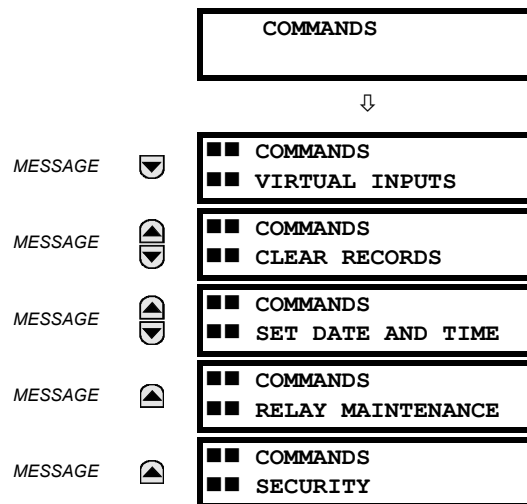 COMMANDS
⇩
MESSAGE ■■ COMMANDS
■■ VIRTUAL INPUTS
MESSAGE ■■ COMMANDS
■■ CLEAR RECORDS
MESSAGE ■■ COMMANDS
■■ SET DATE AND TIME
MESSAGE ■■ COMMANDS
■■ RELAY MAINTENANCE
MESSAGE ■■ COMMANDS
■■ SECURITY